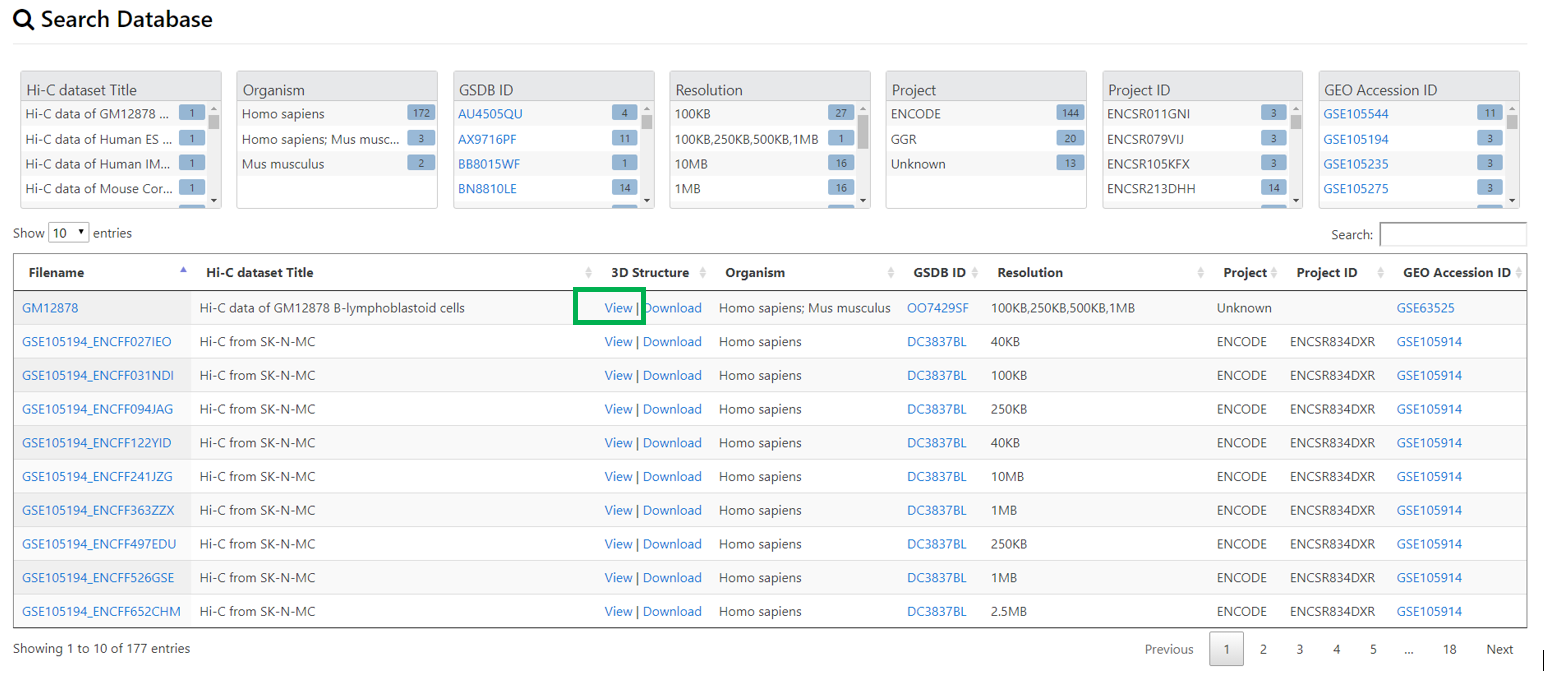 Search Database
Hi-C dataset Title Organism GSDB ID Resolution Project Project ID GEO Accession ID
Hi-C data of GM12878 ... 1 Homo sapiens 172 AU4505QU 4 100KB 27 ENCODE 144 ENCSR011GNI 3 GSE105544 11
Hi-C data of Human ES ... 1 Homo sapiens; Mus musc... 3 AX9716PF 11 100KB,250KB,500KB,1MB 1 GGR 20 ENCSR079VIJ 3 GSE105194 3
Hi-C data of Human IM... 1 Mus musculus 2 BB8015WF 1 10MB 16 Unknown 13 ENCSR105KFX 3 GSE105235 3
Hi-C data of Mouse Cor... 1 BN8810LE 14 1MB 16 ENCSR213DHH 14 GSE105275 3
Show 10 entries Search:
Filename Hi-C dataset Title 3D Structure Organism GSDB ID Resolution Project Project ID GEO Accession ID
GM12878 Hi-C data of GM12878 B-lymphoblastoid cells View | Download Homo sapiens; Mus musculus OO7429SF 100KB,250KB,500KB,1MB Unknown GSE63525
GSE105194_ENCFF027IEO Hi-C from SK-N-MC View | Download Homo sapiens DC3837BL 40KB ENCODE ENCSR834DXR GSE105914
GSE105194_ENCFF031NDI Hi-C from SK-N-MC View | Download Homo sapiens DC3837BL 100KB ENCODE ENCSR834DXR GSE105914
GSE105194_ENCFF094JAG Hi-C from SK-N-MC View | Download Homo sapiens DC3837BL 250KB ENCODE ENCSR834DXR GSE105914
GSE105194_ENCFF122YID Hi-C from SK-N-MC View | Download Homo sapiens DC3837BL 40KB ENCODE ENCSR834DXR GSE105914
GSE105194_ENCFF241JZG Hi-C from SK-N-MC View | Download Homo sapiens DC3837BL 10MB ENCODE ENCSR834DXR GSE105914
GSE105194_ENCFF363ZZX Hi-C from SK-N-MC View | Download Homo sapiens DC3837BL 1MB ENCODE ENCSR834DXR GSE105914
GSE105194_ENCFF497EDU Hi-C from SK-N-MC View | Download Homo sapiens DC3837BL 250KB ENCODE ENCSR834DXR GSE105914
GSE105194_ENCFF526GSE Hi-C from SK-N-MC View | Download Homo sapiens DC3837BL 1MB ENCODE ENCSR834DXR GSE105914
GSE105194_ENCFF652CHM Hi-C from SK-N-MC View | Download Homo sapiens DC3837BL 2.5MB ENCODE ENCSR834DXR GSE105914
Showing 1 to 10 of 177 entries Previous 1 2 3 4 5 ... 18 Next